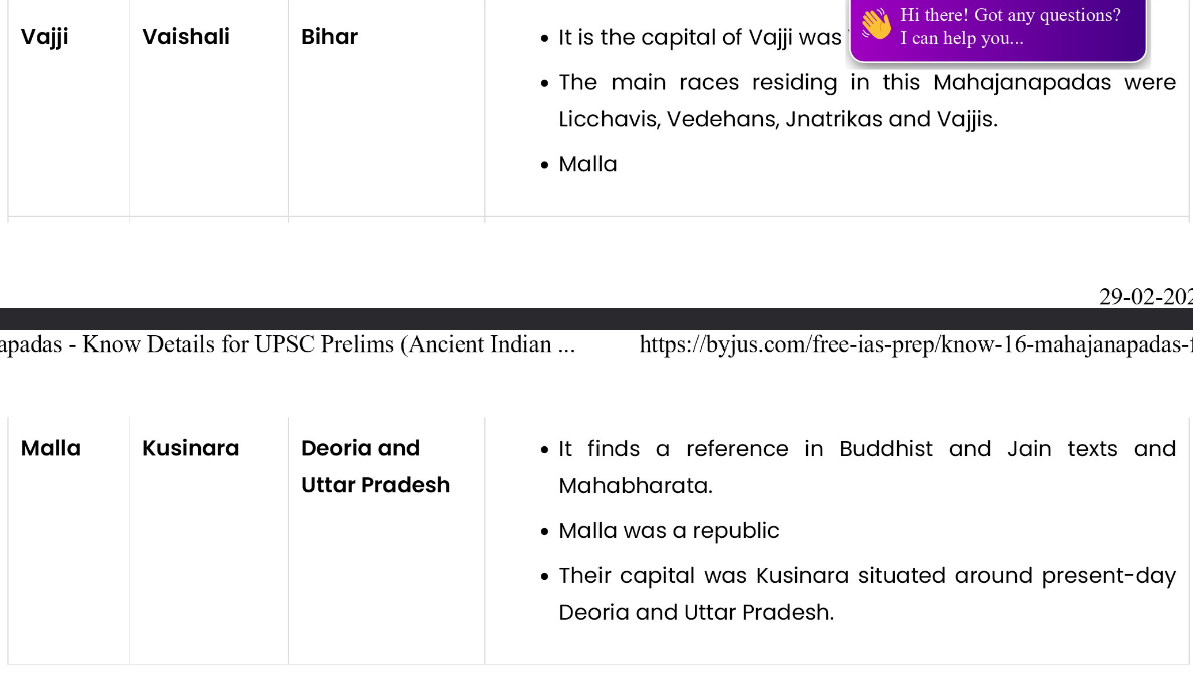 Vajji Vaishali Bihar
It is the capital of Vajji was
Hi there! Got any questions?
I can help you...
The main races residing in this Mahajanapadas were
Licchavis, Vedehans, Jnatrikas and Vajjis.
Malla
29-02-202
apadas - Know Details for UPSC Prelims (Ancient Indian ... https://byjus.com/free-ias-prep/know-16-mahajanapadas-f
Malla Kusinara Deoria and
Uttar Pradesh
It finds a reference in Buddhist and Jain texts and
Mahabharata.
Malla was a republic
Their capital was Kusinara situated around present-day
Deoria and Uttar Pradesh.